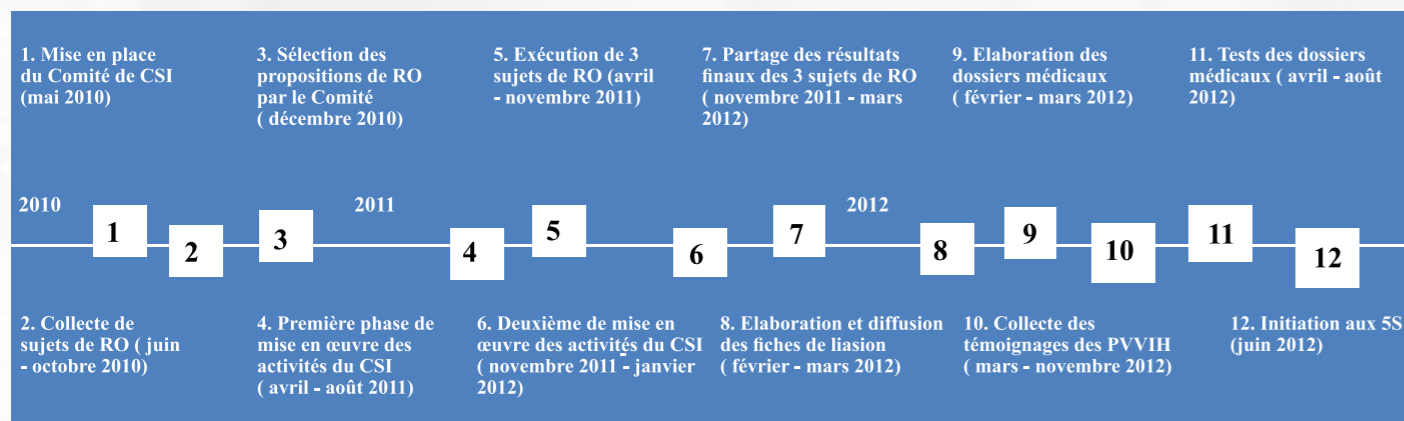 1. Mise en place
du Comité de CSI
(mai 2010)
3. Sélection des
propositions de RO
par le Comité
( décembre 2010)
5. Exécution de 3
sujets de RO (avril
- novembre 2011)
7. Partage des résultats
finaux des 3 sujets de RO
( novembre 2011 - mars
2012)
9. Elaboration des
dossiers médicaux
( février - mars 2012)
11. Tests des dossiers
médicaux ( avril - août
2012)
2010
2011
2012
1
2
3
4
5
6
7
8
9
10
11
12
2. Collecte de
sujets de RO ( juin
- octobre 2010)
4. Première phase de
mise en œuvre des
activités du CSI
( avril - août 2011)
6. Deuxième de mise en
œuvre des activités du CSI
( novembre 2011 - janvier
2012)
8. Elaboration et diffusion
des fiches de liasion
( février - mars 2012)
10. Collecte des
témoignages des PVVIH
( mars - novembre 2012)
12. Initiation aux 5S
(juin 2012)